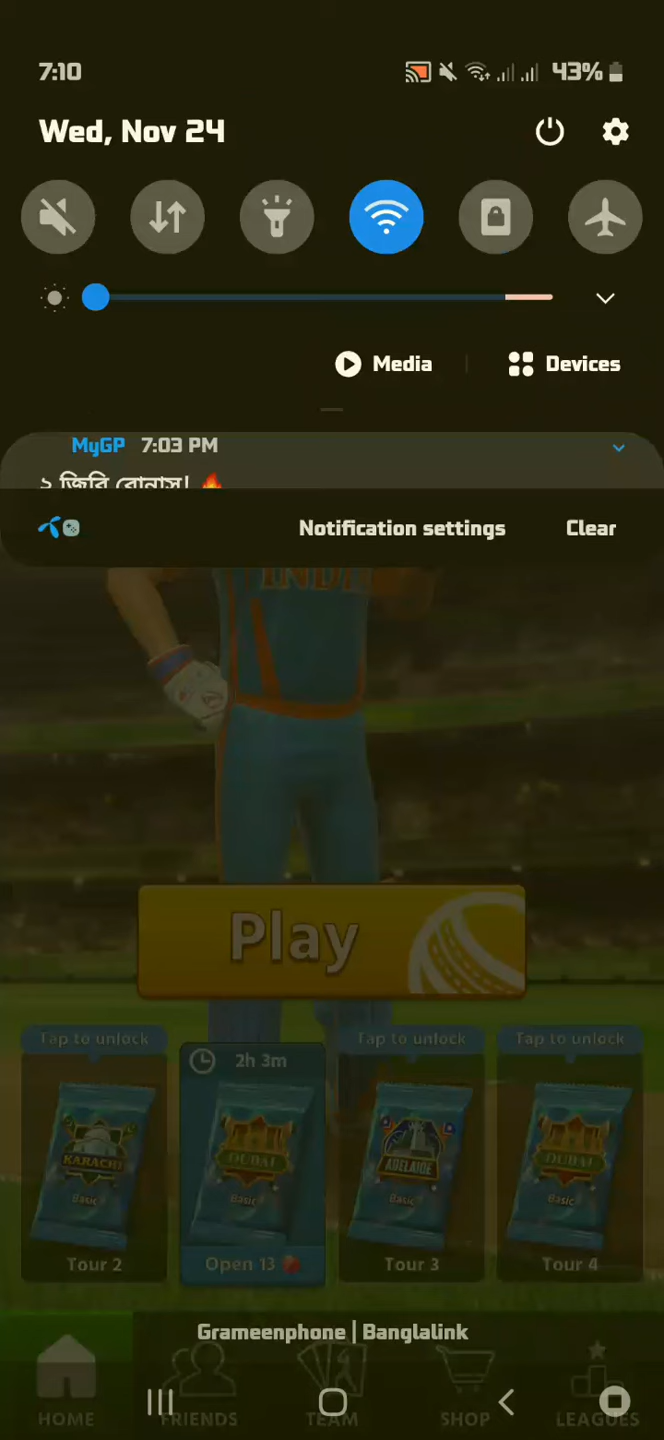 7:10
43%
Wed, Nov 24
Media
Devices
MyGP 7:03 PM
২ জিবি বোনাস! 🔥
Notification settings
Clear
Play
Tap to unlock
2h 3m
Tap to unlock
Tap to unlock
KARACHI
Basic
DUBAI
Basic
ADELAIDE
Basic
DUBAI
Basic
Tour 2
Open 13
Tour 3
Tour 4
Grameenphone | Banglalink
HOME
FRIENDS
TEAM
SHOP
LEAGUES